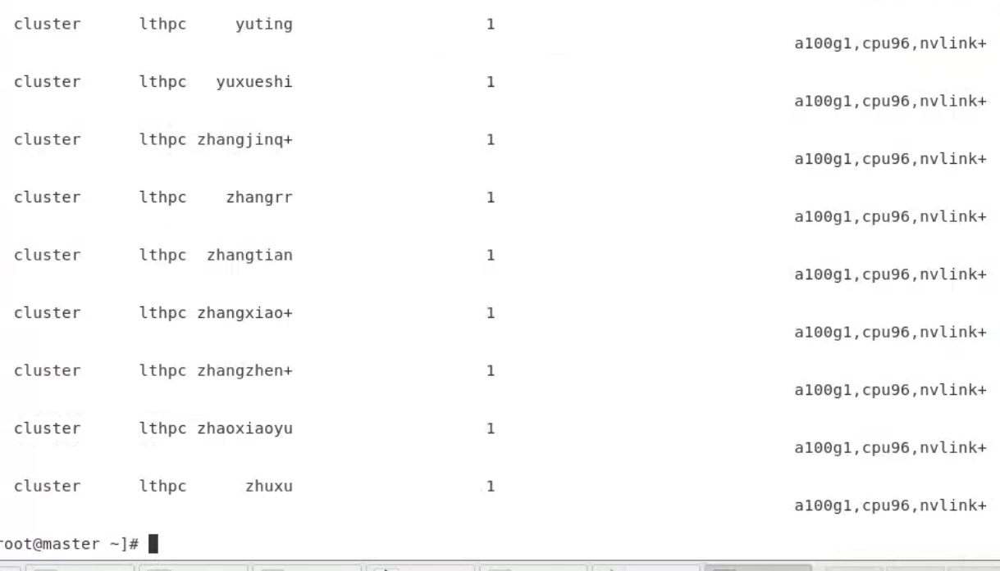 cluster lthpc yuting 1
a100g1,cpu96,nvlink+
cluster lthpc yuxueshi 1
a100g1,cpu96,nvlink+
cluster lthpc zhangjinq+ 1
a100g1,cpu96,nvlink+
cluster lthpc zhangrr 1
a100g1,cpu96,nvlink+
cluster lthpc zhangtian 1
a100g1,cpu96,nvlink+
cluster lthpc zhangxiao+ 1
a100g1,cpu96,nvlink+
cluster lthpc zhangzhen+ 1
a100g1,cpu96,nvlink+
cluster lthpc zhaoxiaoyu 1
a100g1,cpu96,nvlink+
cluster lthpc zhuxu 1
a100g1,cpu96,nvlink+
root@master ~]#